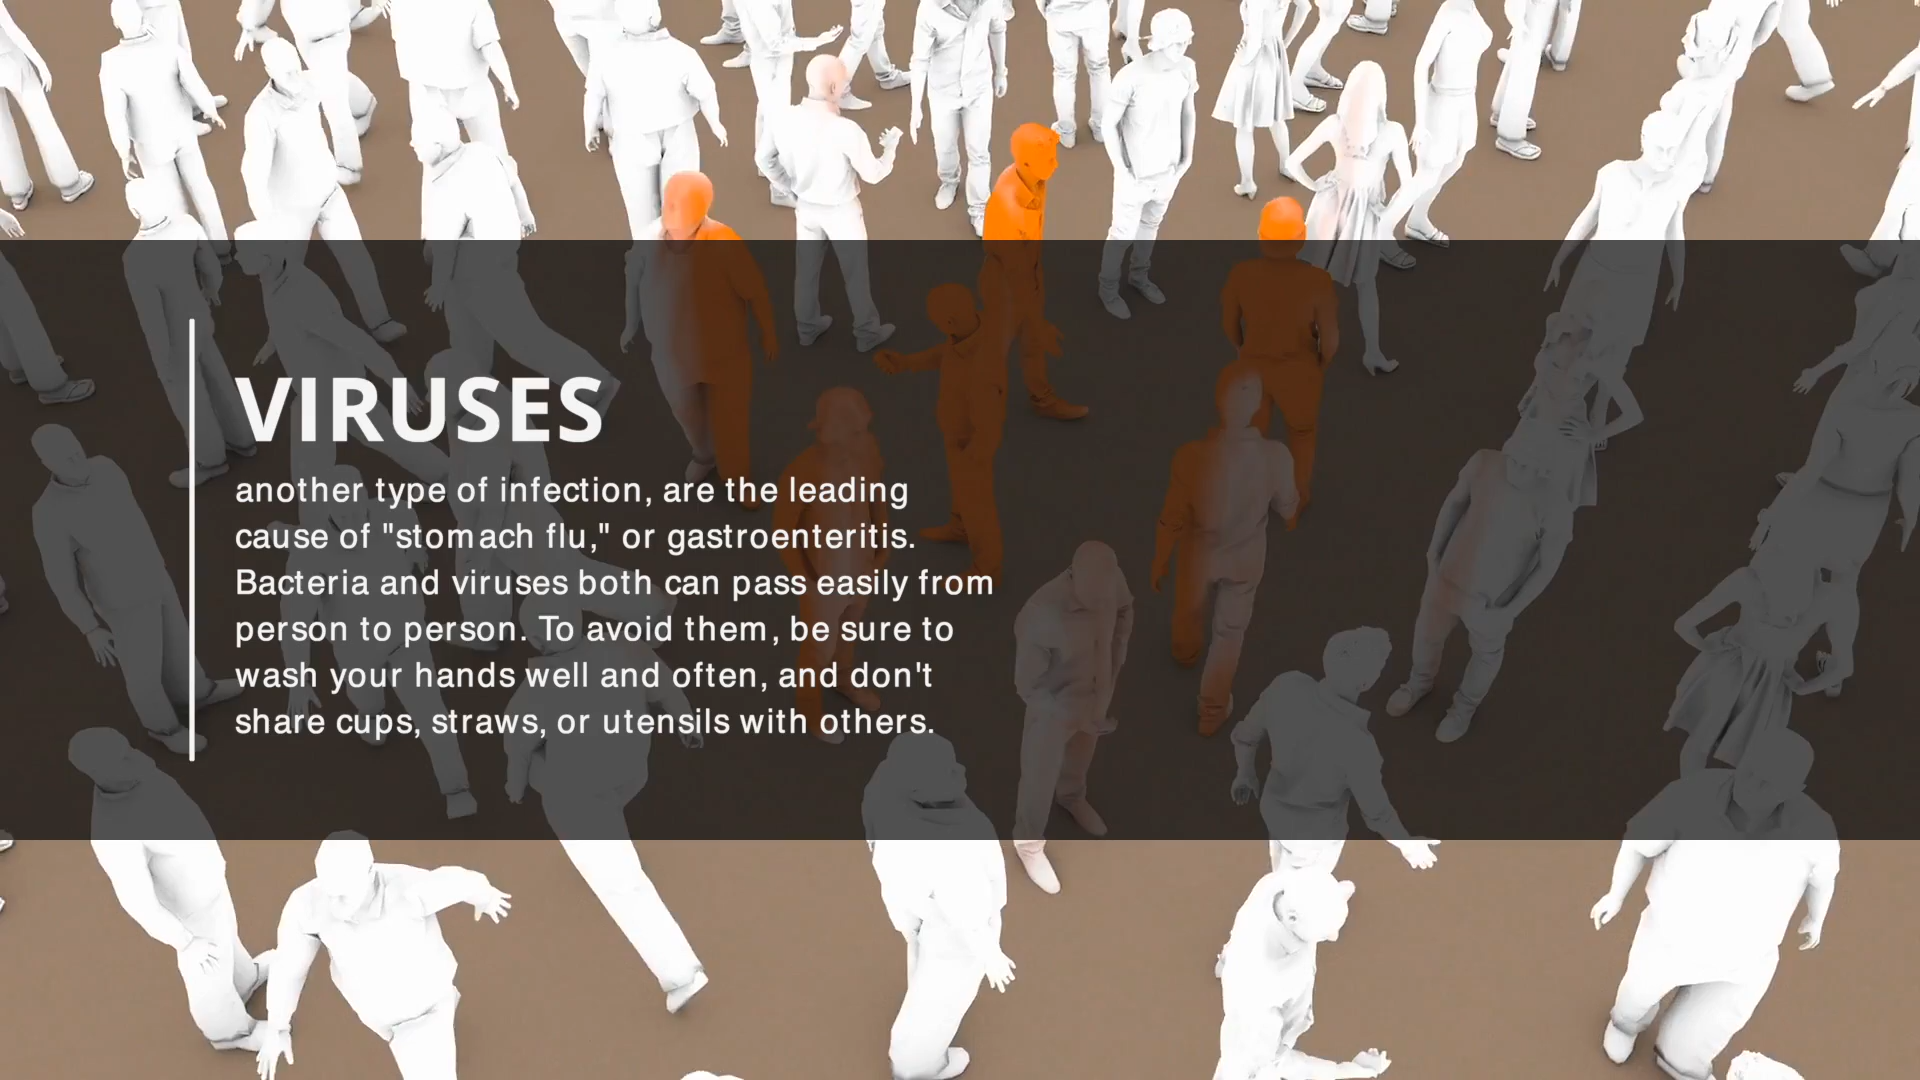 VIRUSES
another type of infection, are the leading
cause of "stomach flu," or gastroenteritis.
Bacteria and viruses both can pass easily from
person to person. To avoid them, be sure to
wash your hands well and often, and don't
share cups, straws, or utensils with others.